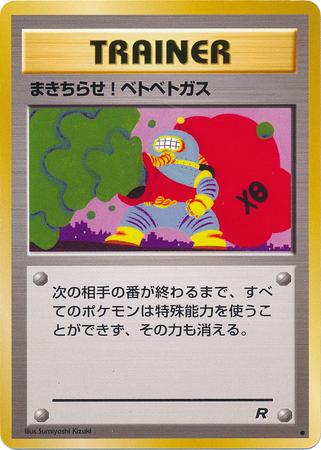 TRAINER
まきちらせ！ベトベトガス
X8
次の相手の番が終わるまで、すべ
てのポケモンは特殊能力を使うこ
とができず、その力も消える。
R
Illus.Sumiyoshi Kizuki